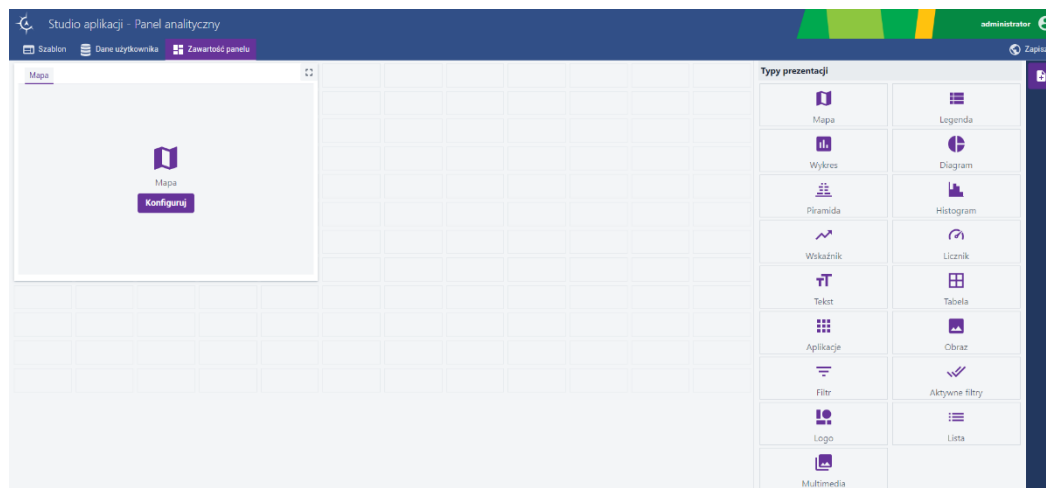 Studio aplikacji - Panel analityczny
administrator
Szablon
Dane użytkownika
Zawartość panelu
Mapa
Mapa
Konfiguruj
Typy prezentacji
Mapa
Legenda
Wykres
Diagram
Piramida
Histogram
Wskaźnik
Licznik
Tekst
Tabela
Aplikacje
Obraz
Filtr
Aktywne filtry
Logo
Lista
Multimedia